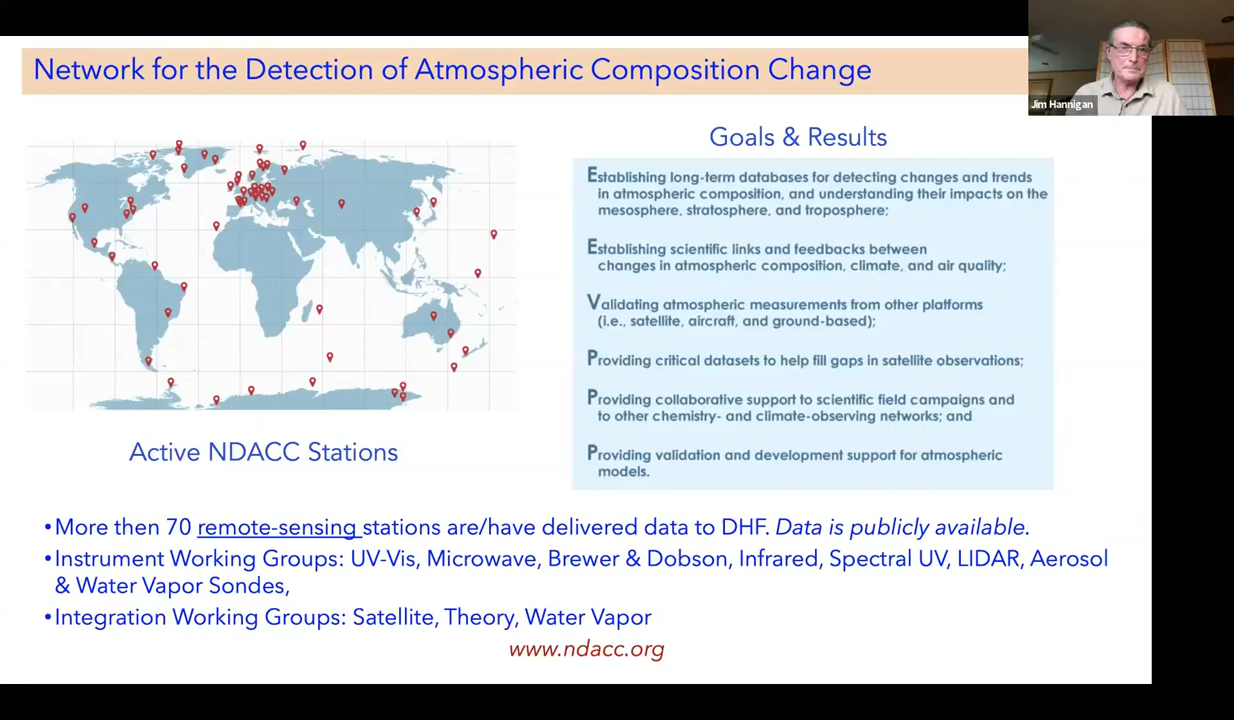 Network for the Detection of Atmospheric Composition Change
Jim Hannigan
Goals & Results
Establishing long-term databases for detecting changes and trends
in atmospheric composition, and understanding their impacts on the
mesosphere, stratosphere, and troposphere;
Establishing scientific links and feedbacks between
changes in atmospheric composition, climate, and air quality;
Validating atmospheric measurements from other platforms
(i.e., satellite, aircraft, and ground-based);
Providing critical datasets to help fill gaps in satellite observations;
Providing collaborative support to scientific field campaigns and
to other chemistry- and climate-observing networks; and
Providing validation and development support for atmospheric
models.
Active NDACC Stations
•More then 70 remote-sensing stations are/have delivered data to DHF. Data is publicly available.
•Instrument Working Groups: UV-Vis, Microwave, Brewer & Dobson, Infrared, Spectral UV, LIDAR, Aerosol
& Water Vapor Sondes,
•Integration Working Groups: Satellite, Theory, Water Vapor
www.ndacc.org